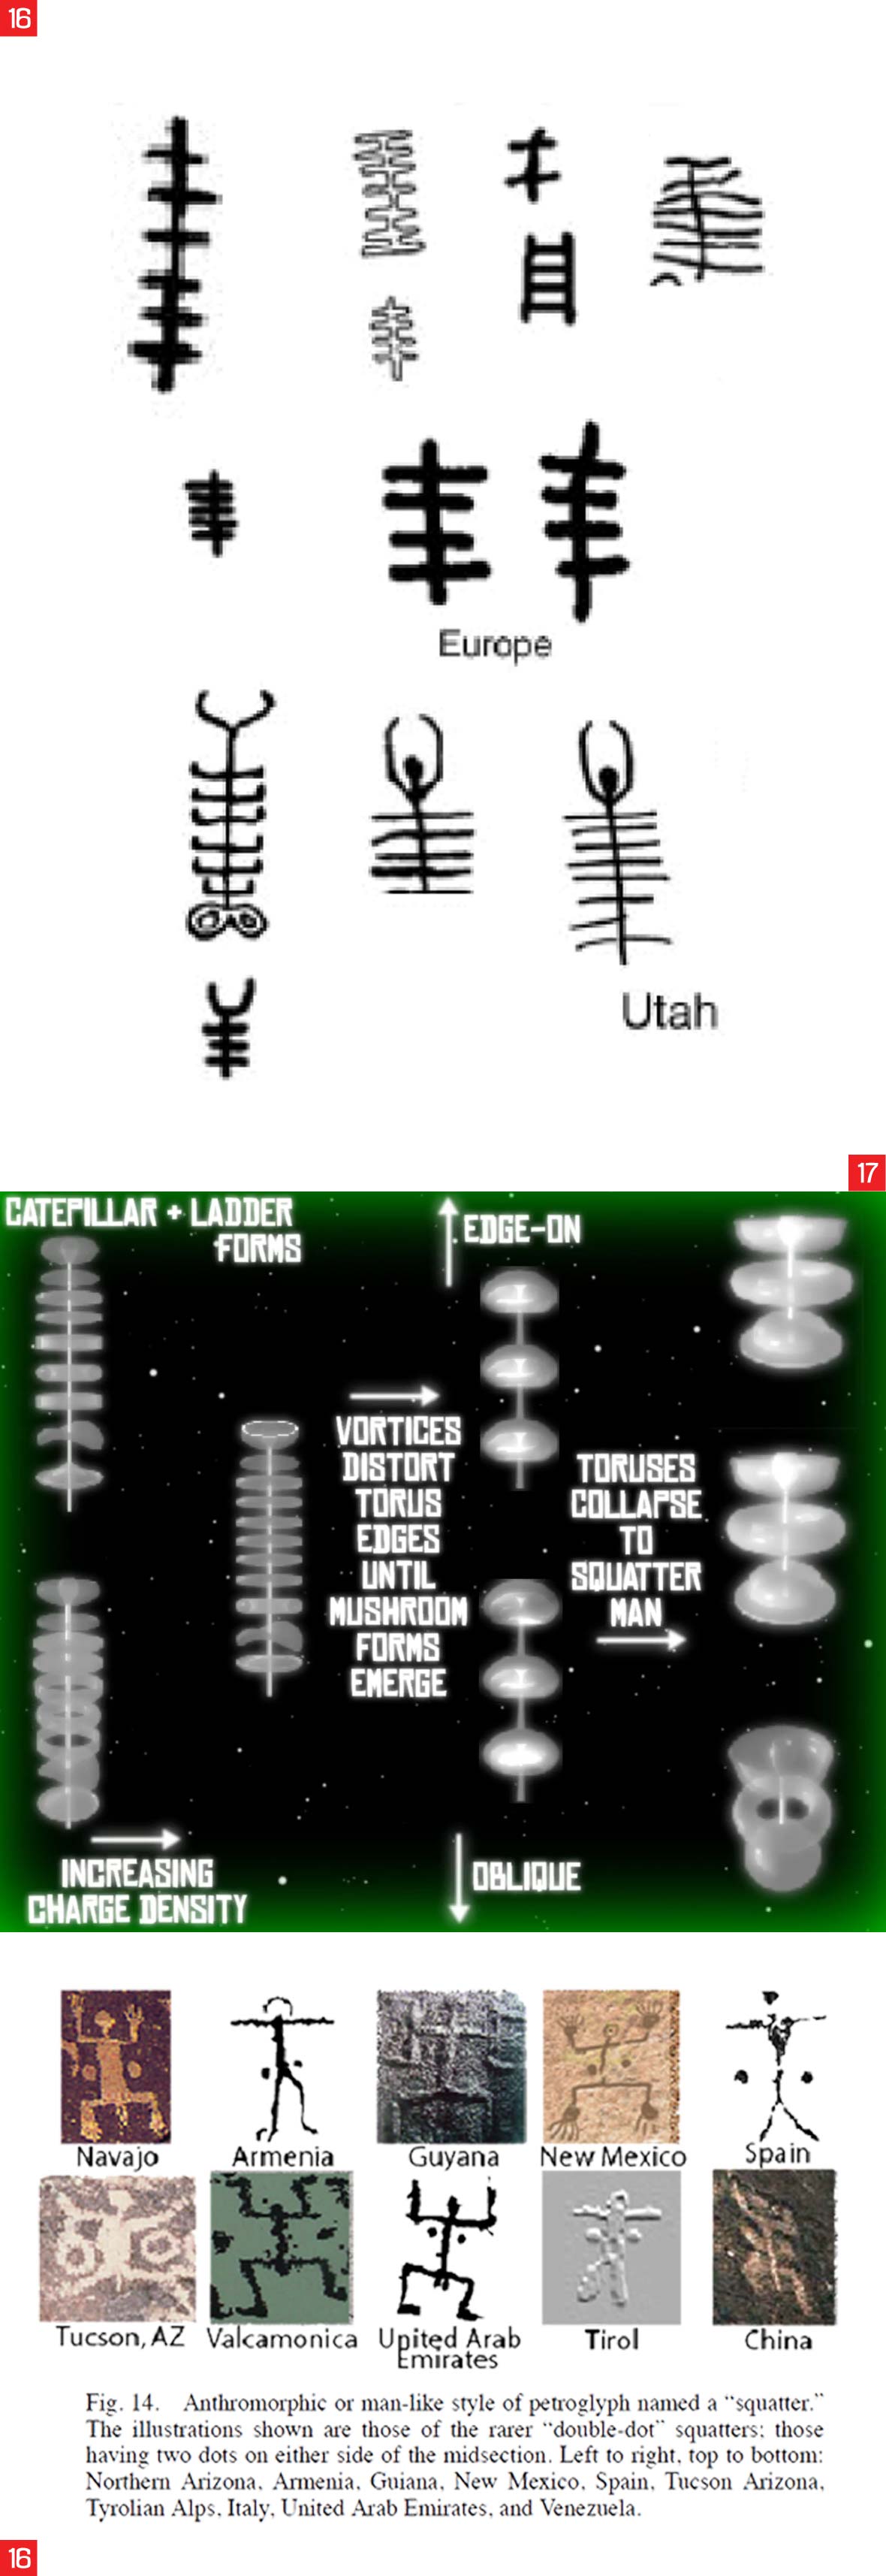 16
Europe
Utah
17
CATEPILLAR + LADDER
FORMS
EDGE-ON
VORTICES
DISTORT
TORUS
EDGES
UNTIL
MUSHROOM
FORMS
EMERGE
TORUSES
COLLAPSE
TO
SQUATTER
MAN
INCREASING
CHARGE DENSITY
OBLIQUE
Navajo
Armenia
Guyana
New Mexico
Spain
Tucson, AZ
Valcamonica
United Arab
Emirates
Tirol
China
Fig. 14. Anthromorphic or man-like style of petroglyph named a “squatter.”
The illustrations shown are those of the rarer “double-dot” squatters; those
having two dots on either side of the midsection. Left to right, top to bottom:
Northern Arizona, Armenia, Guiana, New Mexico, Spain, Tucson Arizona,
Tyrolian Alps, Italy, United Arab Emirates, and Venezuela.
16